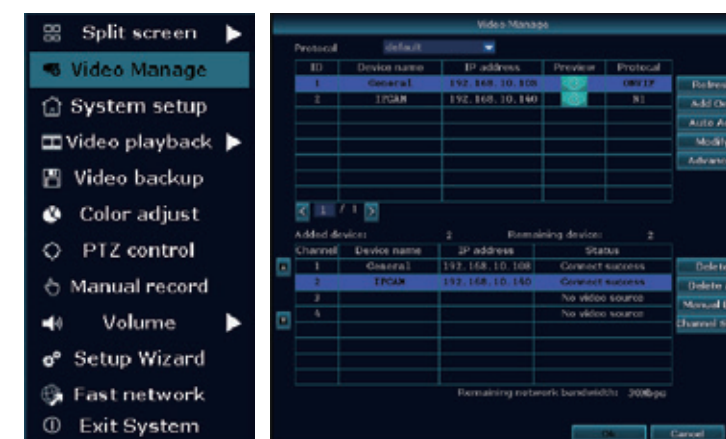 Split screen
Video Manage
System setup
Video playback
Video backup
Color adjust
PTZ control
Manual record
Volume
Setup Wizard
Fast network
Exit System
Video Manage
Protocol default
ID Device name IP address Preview Protocal
1 General 192.168.10.108 ONVIF
2 IPCAM 192.168.10.140 N1
Refres
Add On
Auto A
Modify
Advanc
1 / 1
Added device: 2 Remaining device: 2
Channel Device name IP address Status
1 General 192.168.10.108 Connect success
2 IPCAM 192.168.10.140 Connect success
3 No video source
4 No video source
Delete
Delete
Manual
Channel S
Remaining network bandwidth:
Ok Cancel